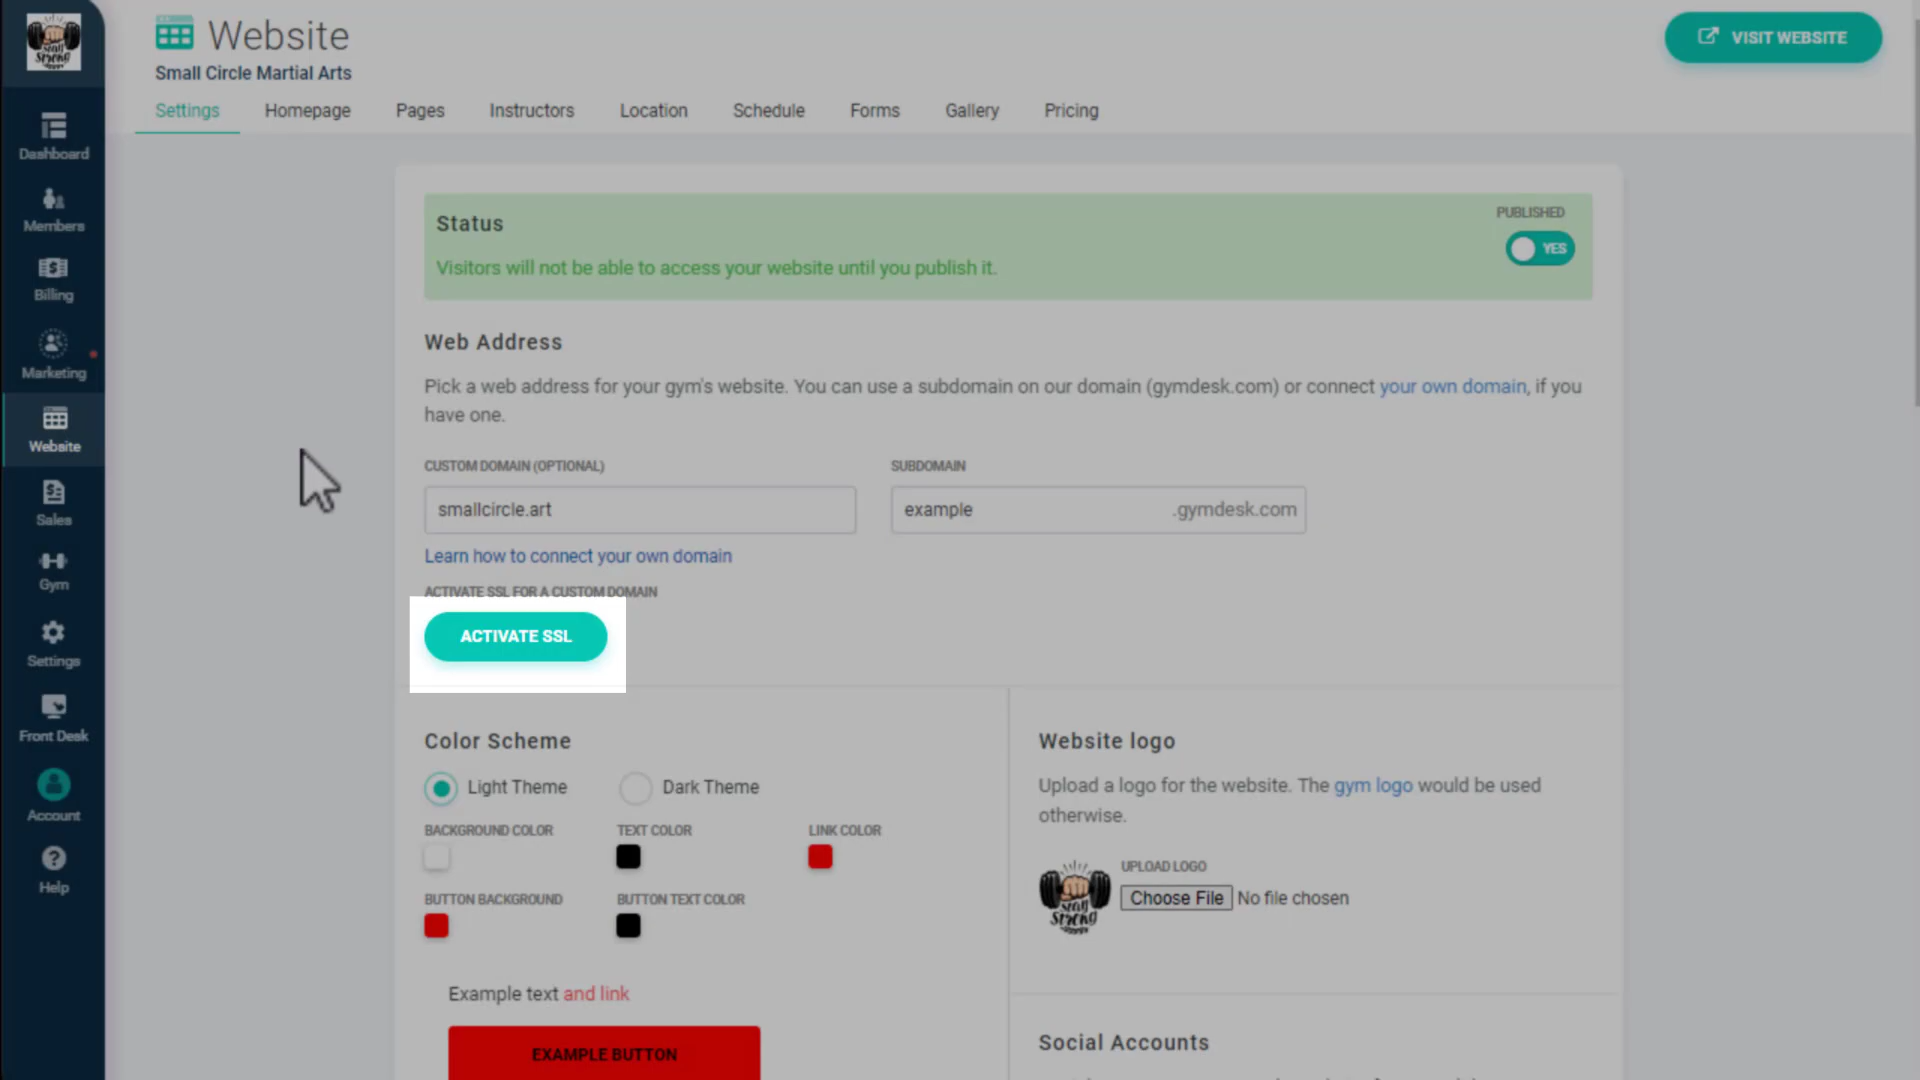 Website
Small Circle Martial Arts
VISIT WEBSITE
Settings Homepage Pages Instructors Location Schedule Forms Gallery Pricing
Dashboard
Members
Billing
Marketing
Website
Sales
Gym
Settings
Front Desk
Account
Help
Status
PUBLISHED
YES
Visitors will not be able to access your website until you publish it.
Web Address
Pick a web address for your gym's website. You can use a subdomain on our domain (gymdesk.com) or connect your own domain, if you
have one.
CUSTOM DOMAIN (OPTIONAL) SUBDOMAIN
smallcircle.art example .gymdesk.com
Learn how to connect your own domain
ACTIVATE SSL FOR A CUSTOM DOMAIN
ACTIVATE SSL
Color Scheme
Light Theme Dark Theme
BACKGROUND COLOR TEXT COLOR LINK COLOR
BUTTON BACKGROUND BUTTON TEXT COLOR
Example text and link
EXAMPLE BUTTON
Website logo
Upload a logo for the website. The gym logo would be used
otherwise.
UPLOAD LOGO
Choose File No file chosen
Stay
Strong
Social Accounts